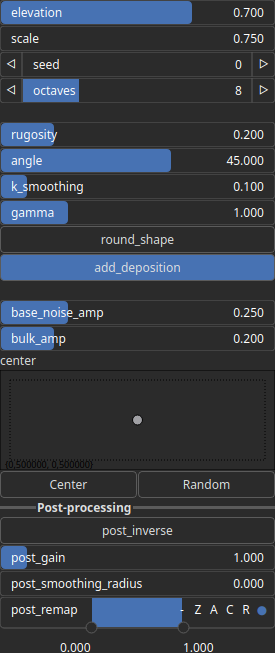 elevation 0.700
scale 0.750
seed 0
octaves 8
rugosity 0.200
angle 45.000
k_smoothing 0.100
gamma 1.000
round_shape
add_deposition
base_noise_amp 0.250
bulk_amp 0.200
center
(0.500000, 0.500000)
Center Random
Post-processing
post_inverse
post_gain 1.000
post_smoothing_radius 0.000
post_remap - Z A C R
0.000 1.000